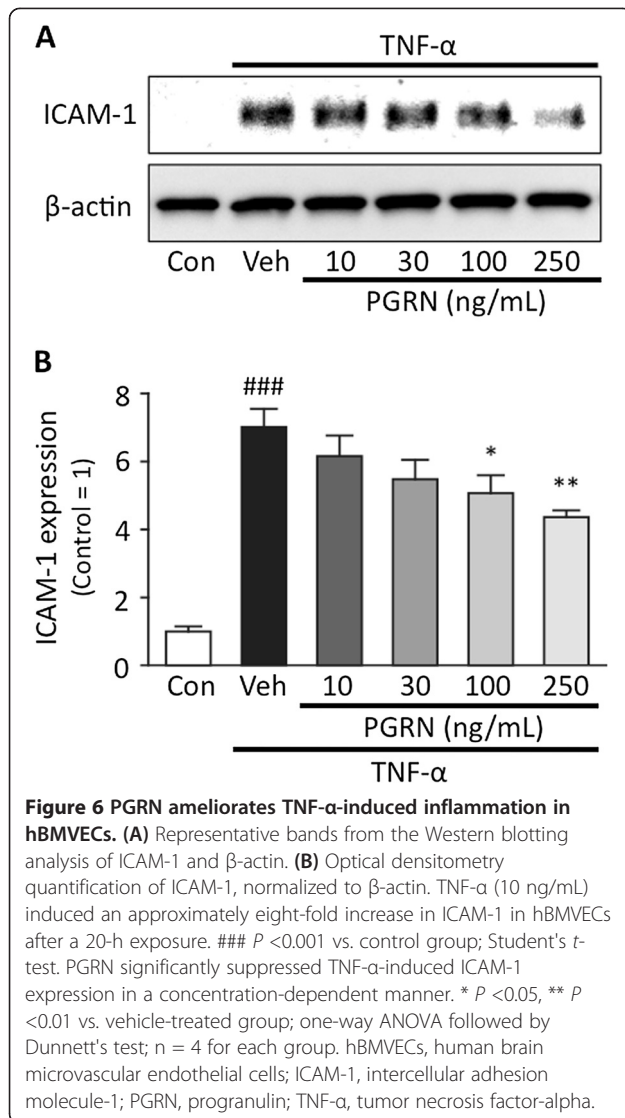 A
TNF-α
ICAM-1
β-actin
Con Veh 10 30 100 250
PGRN (ng/mL)
B
ICAM-1 expression
(Control = 1)
8
6
4
2
0
###
*
**
Con Veh 10 30 100 250
PGRN (ng/mL)
TNF-α
Figure 6 PGRN ameliorates TNF-α-induced inflammation in
hBMVECs. (A) Representative bands from the Western blotting
analysis of ICAM-1 and β-actin. (B) Optical densitometry
quantification of ICAM-1, normalized to β-actin. TNF-α (10 ng/mL)
induced an approximately eight-fold increase in ICAM-1 in hBMVECs
after a 20-h exposure. ### P <0.001 vs. control group; Student's t-
test. PGRN significantly suppressed TNF-α-induced ICAM-1
expression in a concentration-dependent manner. * P <0.05, ** P
<0.01 vs. vehicle-treated group; one-way ANOVA followed by
Dunnett's test; n = 4 for each group. hBMVECs, human brain
microvascular endothelial cells; ICAM-1, intercellular adhesion
molecule-1; PGRN, progranulin; TNF-α, tumor necrosis factor-alpha.